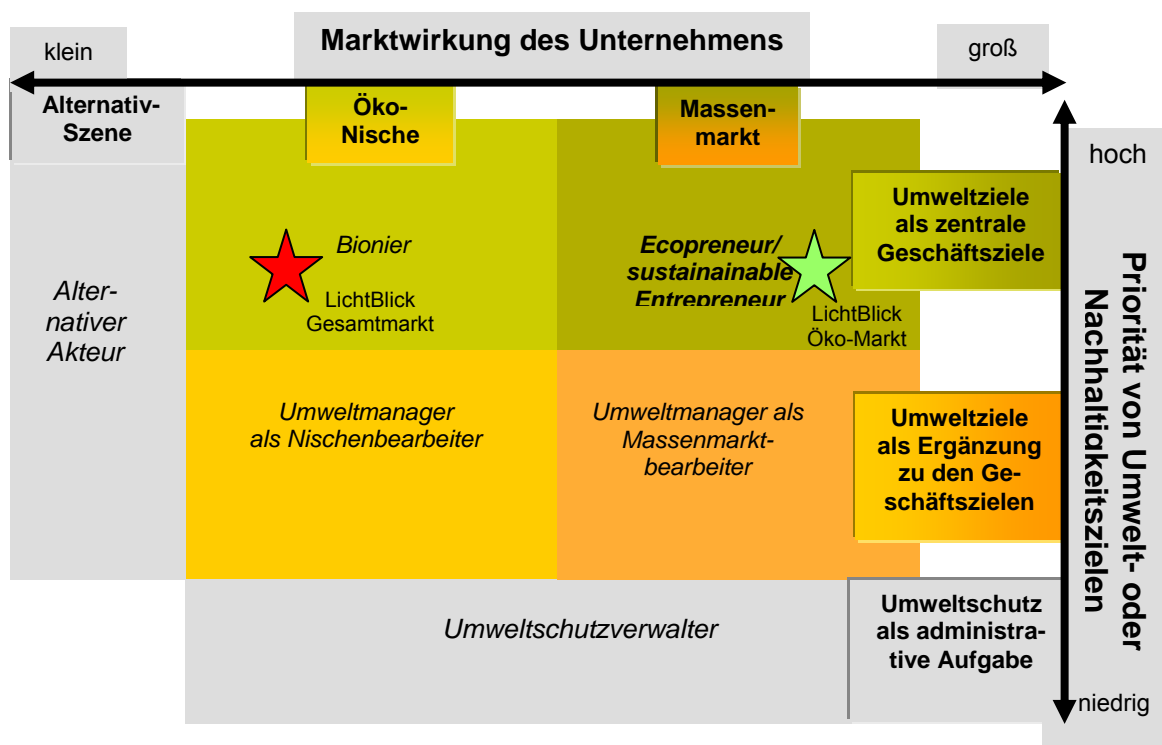 Marktwirkung des Unternehmens
klein
groß
Alternativ-
Szene
Öko-
Nische
Massen-
markt
hoch
Umweltziele
als zentrale
Geschäftsziele
Bionier
LichtBlick
Gesamtmarkt
Ecopreneur/
sustainainable
Entrepreneur
LichtBlick
Öko-Markt
Alter-
nativer
Akteur
Priorität von Umwelt- oder
Nachhaltigkeitszielen
Umweltmanager
als Nischenbearbeiter
Umweltmanager als
Massenmarkt-
bearbeiter
Umweltziele
als Ergänzung
zu den Ge-
schäftszielen
Umweltschutzverwalter
Umweltschutz
als administra-
tive Aufgabe
niedrig